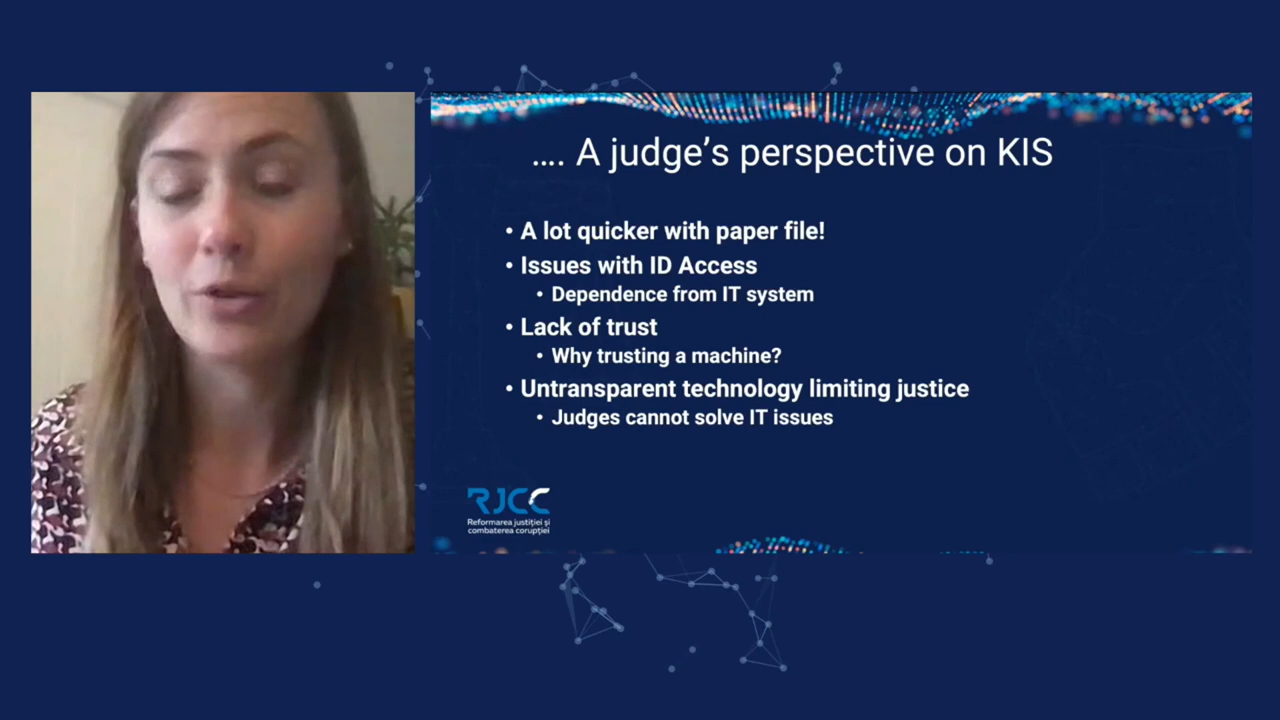 .... A judge's perspective on KIS
• A lot quicker with paper file!
• Issues with ID Access
• Dependence from IT system
• Lack of trust
• Why trusting a machine?
• Untransparent technology limiting justice
• Judges cannot solve IT issues
RJCC
Reformarea justiției și
combaterea corupției